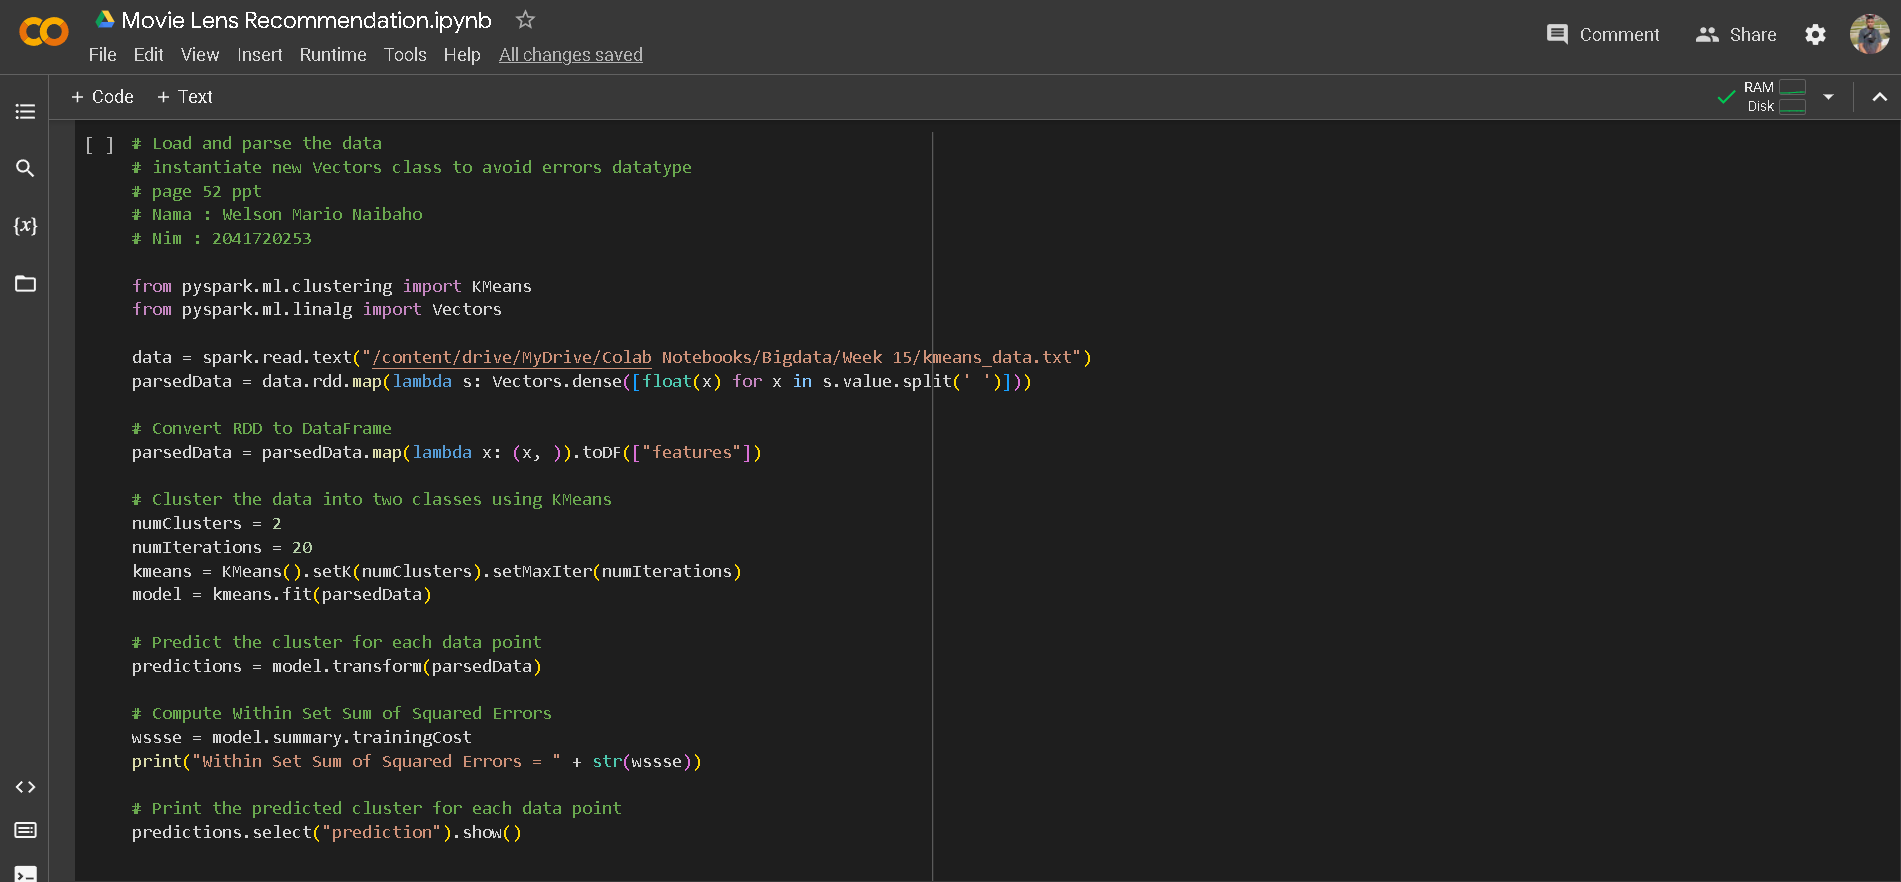 Movie Lens Recommendation.ipynb
File Edit View Insert Runtime Tools Help All changes saved
Comment Share
+ Code + Text
RAM
Disk
[ ]
# Load and parse the data
# instantiate new Vectors class to avoid errors datatype
# page 52 ppt
# Nama : Welson Mario Naibaho
# Nim : 2041720253
from pyspark.ml.clustering import KMeans
from pyspark.ml.linalg import Vectors
data = spark.read.text("/content/drive/MyDrive/Colab Notebooks/Bigdata/Week 15/kmeans_data.txt")
parsedData = data.rdd.map(lambda s: Vectors.dense([float(x) for x in s.value.split(' ')]))
# Convert RDD to DataFrame
parsedData = parsedData.map(lambda x: (x, )).toDF(["features"])
# Cluster the data into two classes using KMeans
numClusters = 2
numIterations = 20
kmeans = KMeans().setK(numClusters).setMaxIter(numIterations)
model = kmeans.fit(parsedData)
# Predict the cluster for each data point
predictions = model.transform(parsedData)
# Compute Within Set Sum of Squared Errors
wssse = model.summary.trainingCost
print("Within Set Sum of Squared Errors = " + str(wssse))
# Print the predicted cluster for each data point
predictions.select("prediction").show()